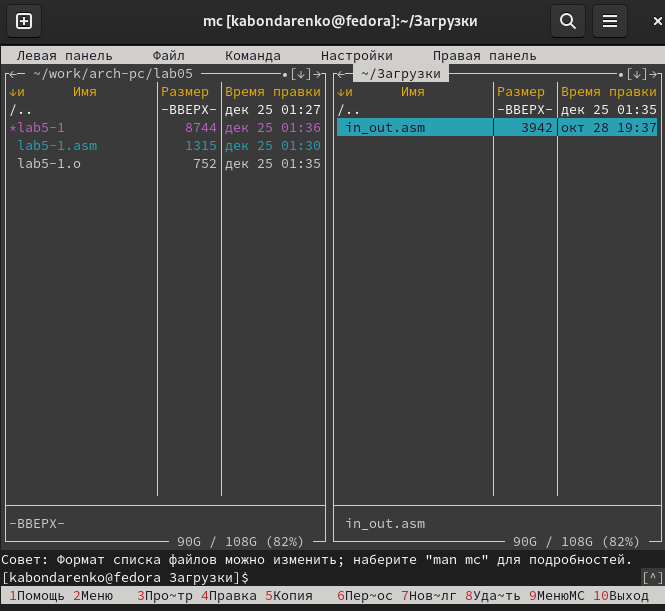 mc [kabondarenko@fedora]:~/Загрузки
Левая панель Файл Команда Настройки Правая панель
~/work/arch-pc/lab05 •[↓] ~/Загрузки •[↓]
↓и Имя Размер Время правки ↓и Имя Размер Время правки
/.. -ВВЕРХ- дек 25 01:27 /.. -ВВЕРХ- дек 25 01:35
*lab5-1 8744 дек 25 01:36 in_out.asm 3942 окт 28 19:37
lab5-1.asm 1315 дек 25 01:30
lab5-1.o 752 дек 25 01:35
-ВВЕРХ- in_out.asm
90G / 108G (82%) 90G / 108G (82%)
Совет: Формат списка файлов можно изменить; наберите "man mc" для подробностей.
[kabondarenko@fedora Загрузки]$ [^]
1Помощь 2Меню 3Про~тр 4Правка 5Копия 6Пер~ос 7Нов~лг 8Уда~ть 9МенюMC 10Выход